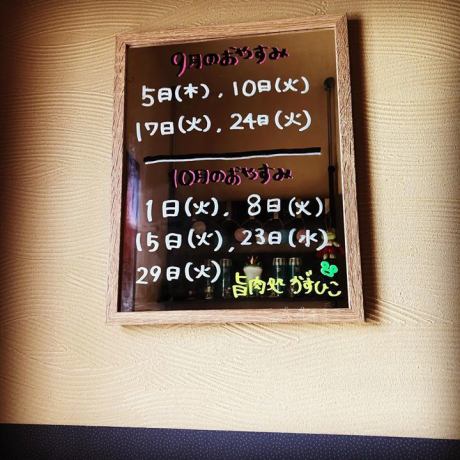 9月のおやすみ
5日(木)、10日(火)
17日(火)、24日(火)
10月のおやすみ
1日(火)、8日(火)
15日(火)、23日(水)
29日(火)
旨肉処 かずひこ